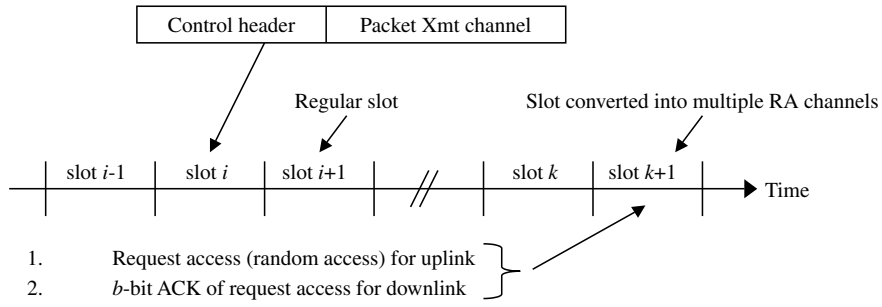 Control header Packet Xmt channel
Regular slot Slot converted into multiple RA channels
slot i-1 slot i slot i+1 slot k slot k+1
Time
1. Request access (random access) for uplink
2. b-bit ACK of request access for downlink